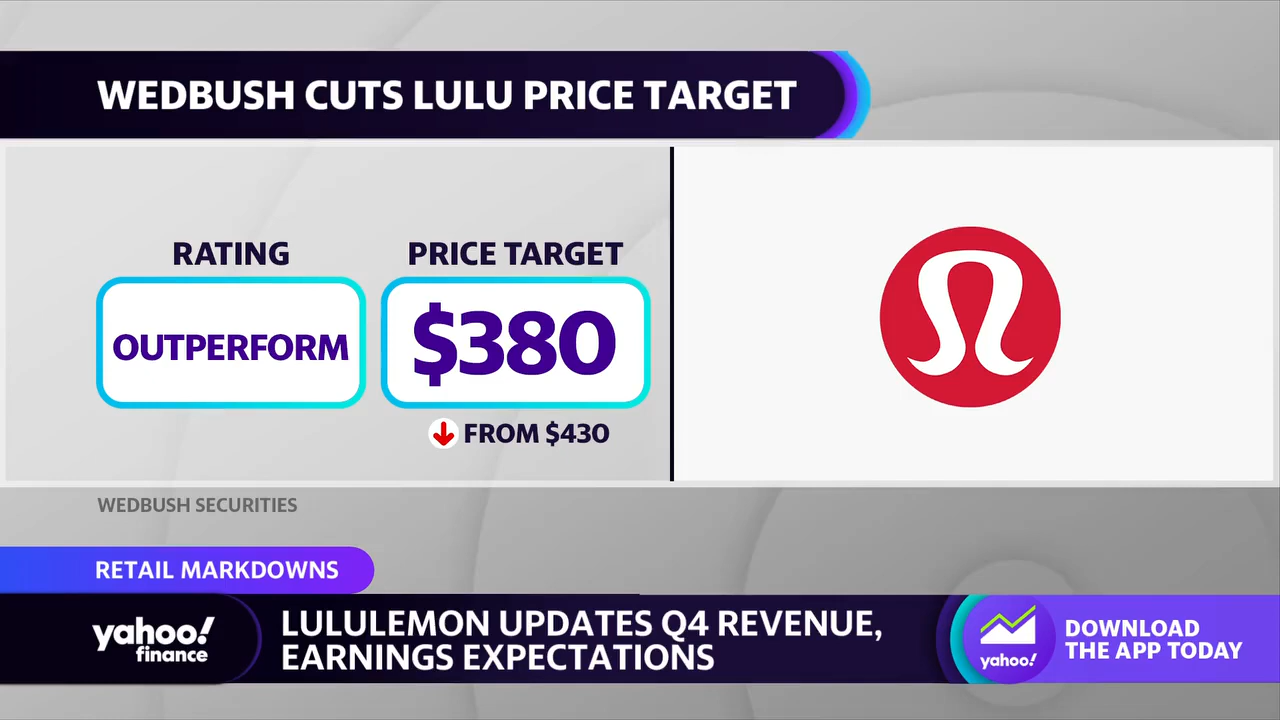 WEDBUSH CUTS LULU PRICE TARGET
RATING
OUTPERFORM
PRICE TARGET
$380
FROM $430
WEDBUSH SECURITIES
RETAIL MARKDOWNS
yahoo!
finance
LULULEMON UPDATES Q4 REVENUE,
EARNINGS EXPECTATIONS
yahoo!
DOWNLOAD
THE APP TODAY